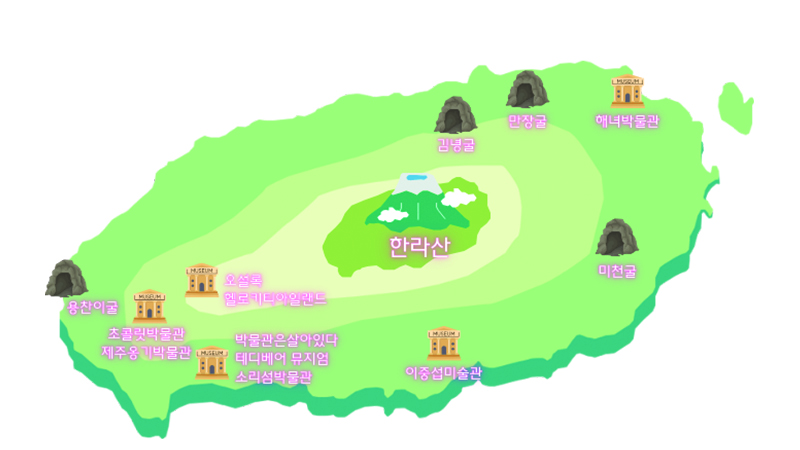 만장굴
해녀박물관
김녕굴
한라산
미천굴
MUSEUM
오설록
헬로키티아일랜드
MUSEUM
용찬이굴
초콜릿박물관
제주옹기박물관
MUSEUM
박물관은살아있다
테디베어 뮤지엄
소리섬박물관
MUSEUM
이중섭미술관
MUSEUM